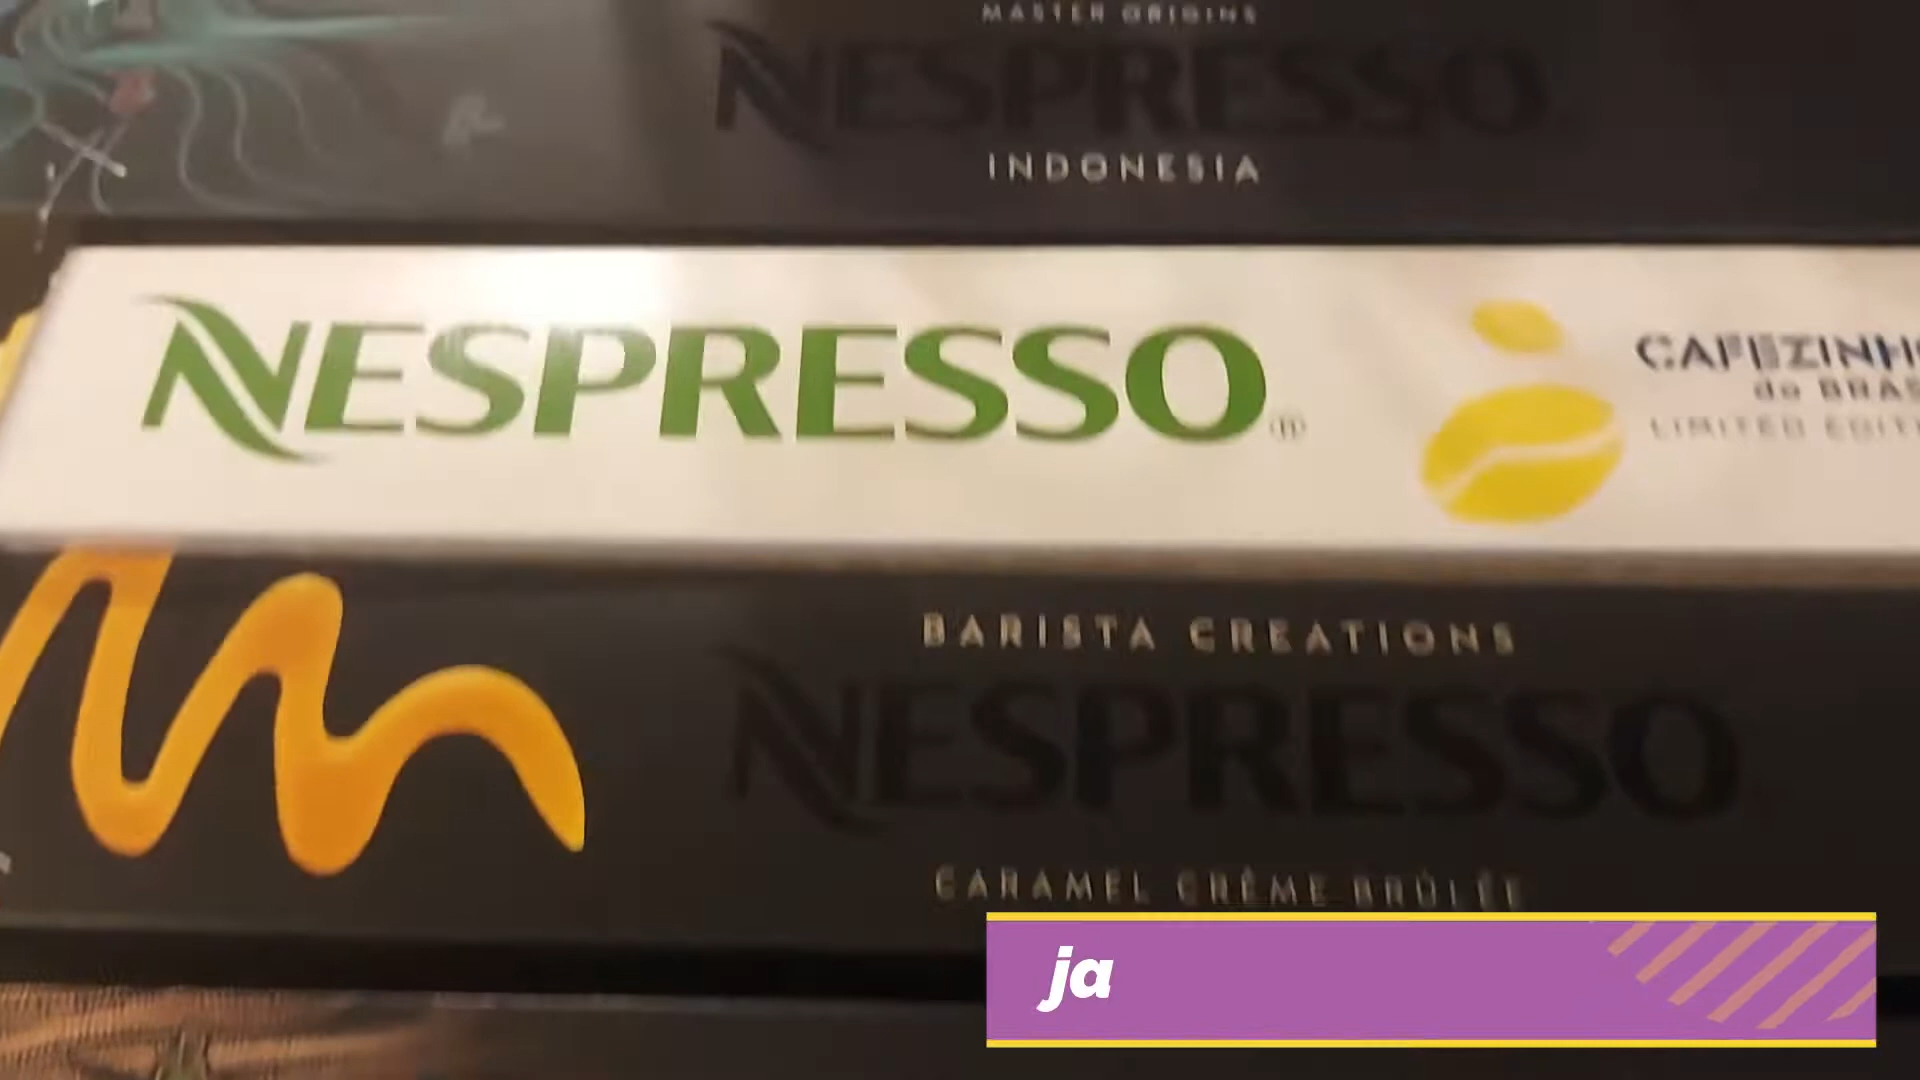 MASTER ORIGINS
NESPRESSO
INDONESIA
NESPRESSO®
CAFEZINHO
do BRAS
LIMITED EDIT
BARISTA CREATIONS
NESPRESSO
CARAMEL CRÈME BRÛLÉE
ja